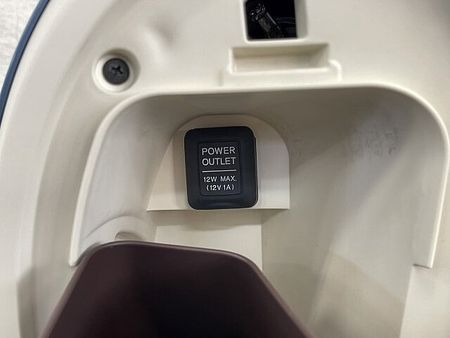 POWER
OUTLET
12W MAX.
(12V 1A)